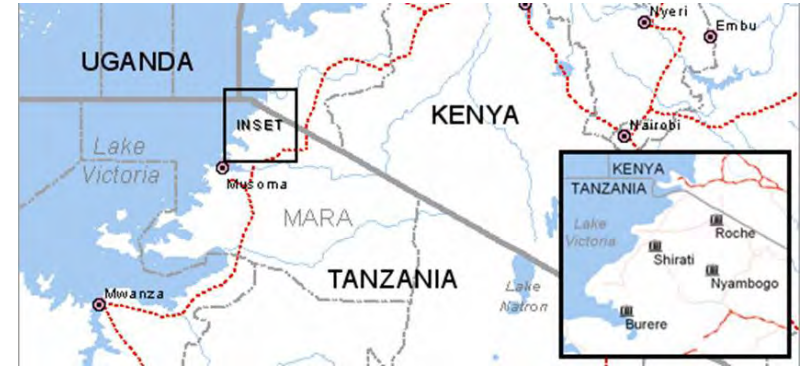 Nyeri
Embu
UGANDA
KENYA
INSET
Nairobi
Lake
Victoria
Musoma
MARA
TANZANIA
Lake
Natron
Mwanza
KENYA
TANZANIA
Lake
Victoria
Roche
Shirati
Nyambogo
Burere